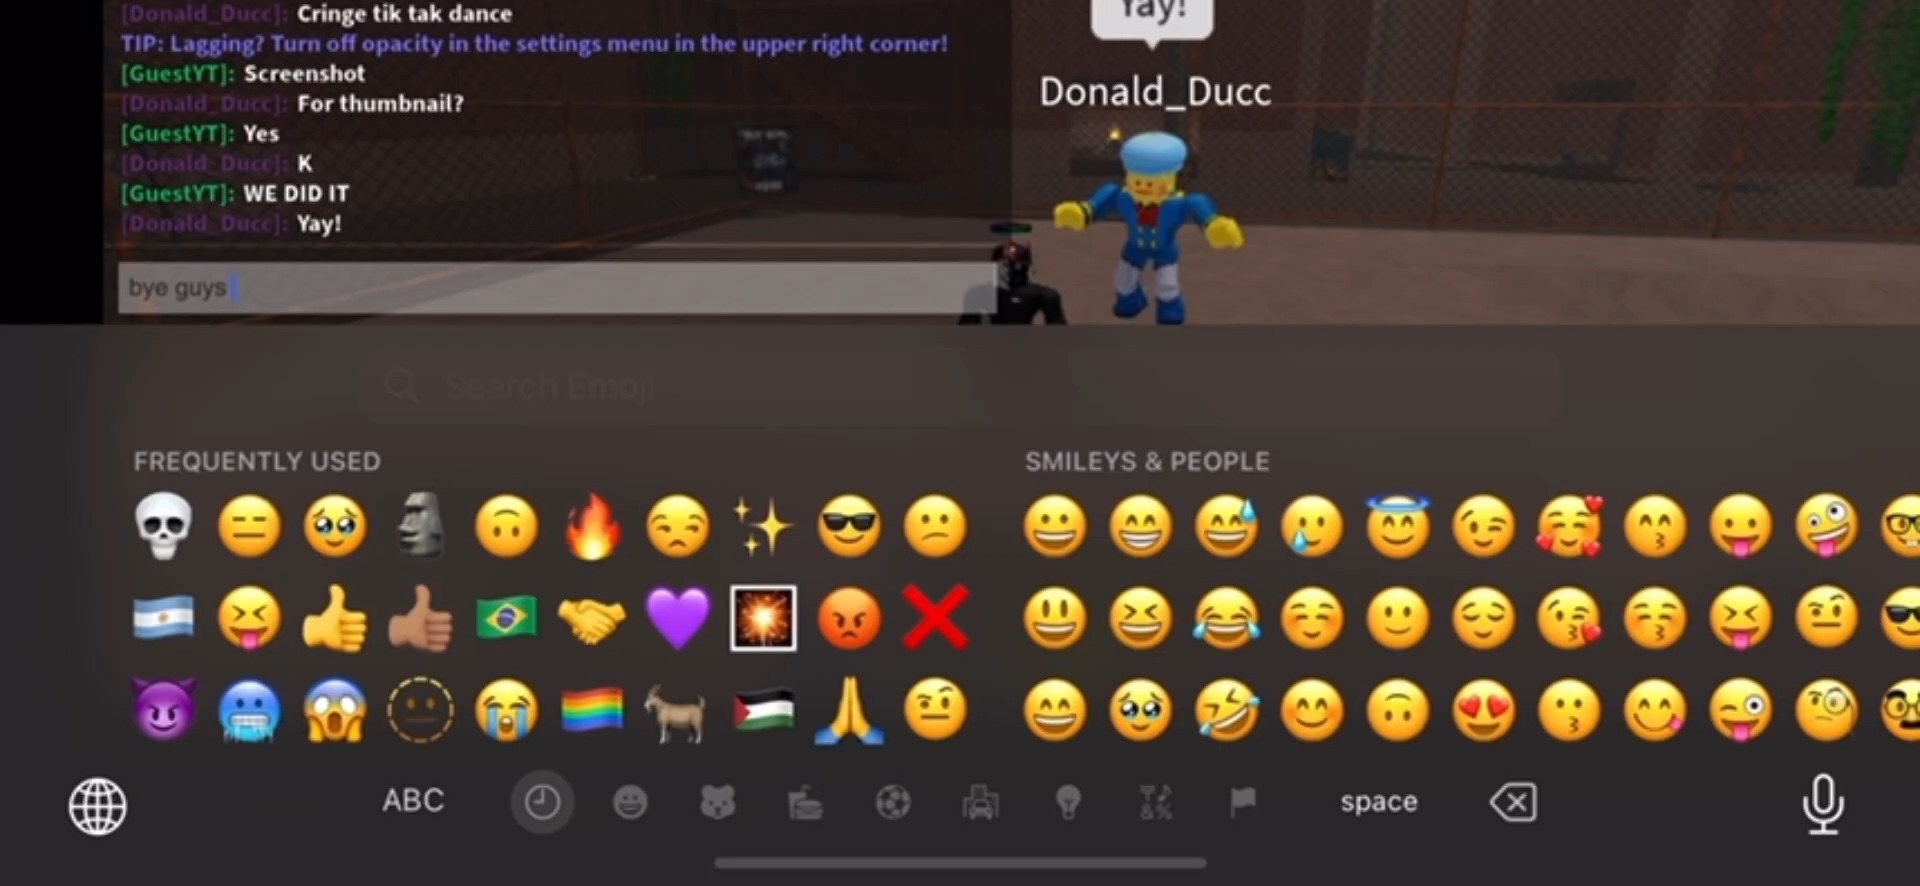 [Donald_Ducc]: Cringe tik tak dance
TIP: Lagging? Turn off opacity in the settings menu in the upper right corner!
[GuestYT]: Screenshot
[Donald_Ducc]: For thumbnail?
[GuestYT]: Yes
[Donald_Ducc]: K
[GuestYT]: WE DID IT
[Donald_Ducc]: Yay!
bye guys
Yay!
Donald_Ducc
Search Emoji
FREQUENTLY USED
SMILEYS & PEOPLE
ABC
space